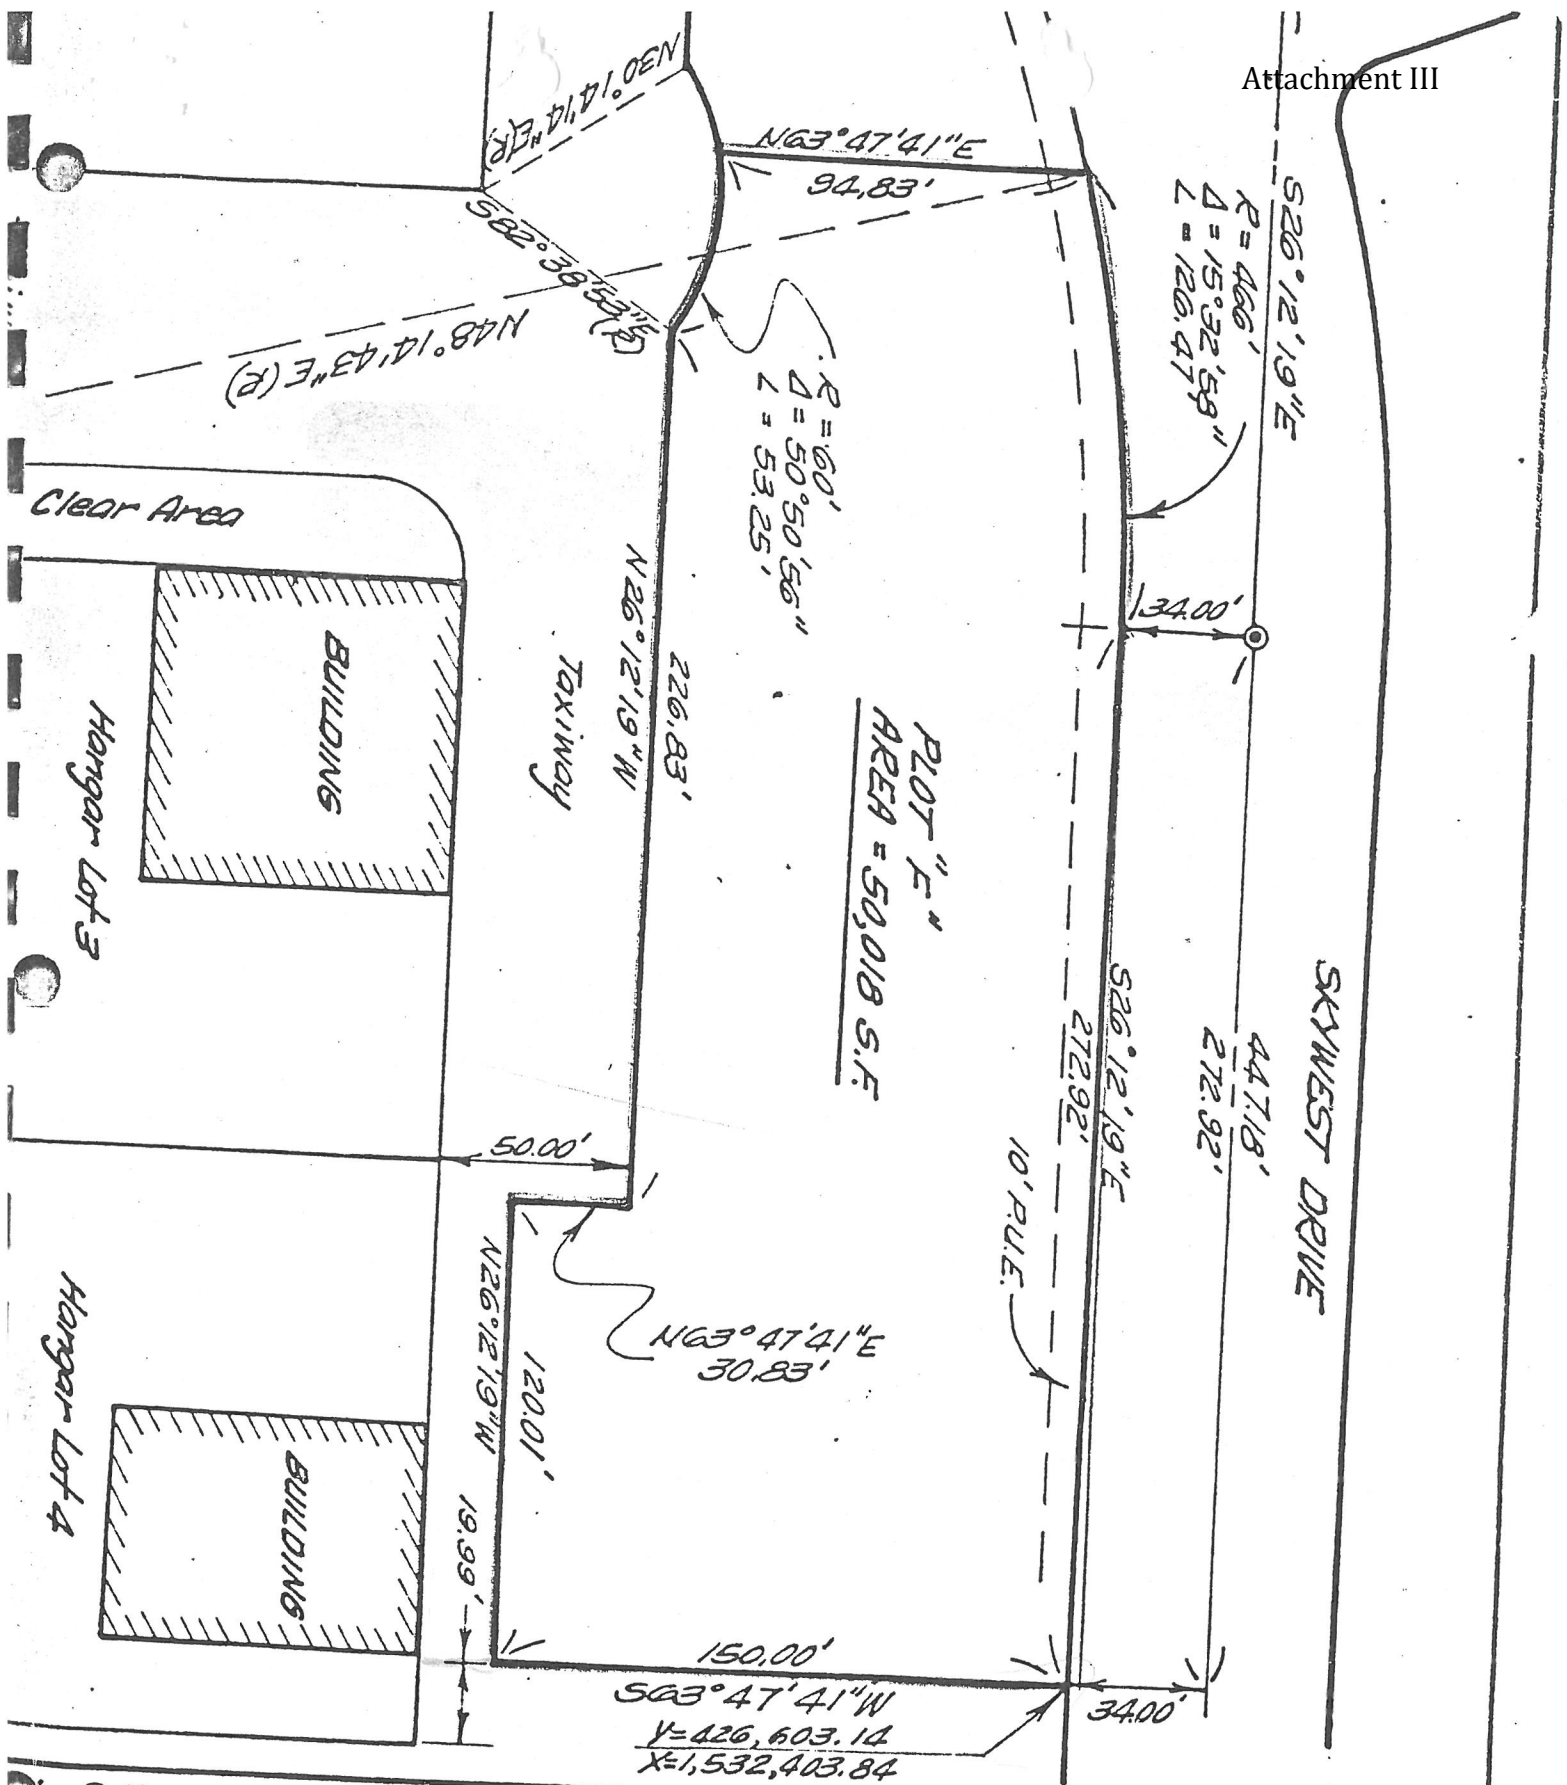 Attachment III
N30°14'14"E(R)
N63°47'41"E
94.83'
S26°12'19"E
R = 466'
Δ = 15°32'58"
L = 126.47'
S82°38'53"E
(R)
N48°14'43"E (R)
R = 60'
Δ = 50°50'56"
L = 53.25'
Clear Area
134.00'
N26°12'19"W
226.83'
Taxiway
BUILDING
Hangar Lot 3
PLOT "F"
AREA = 50,018 S.F.
S26°12'19"E
272.92'
447.18'
272.92'
SKYWEST DRIVE
50.00'
10' P.U.E.
N63°47'41"E
30.83'
N26°12'19"W
120.01'
Hangar Lot 4
BUILDING
19.99'
150.00'
S63°47'41"W
34.00'
Y=426,603.14
X=1,532,403.84